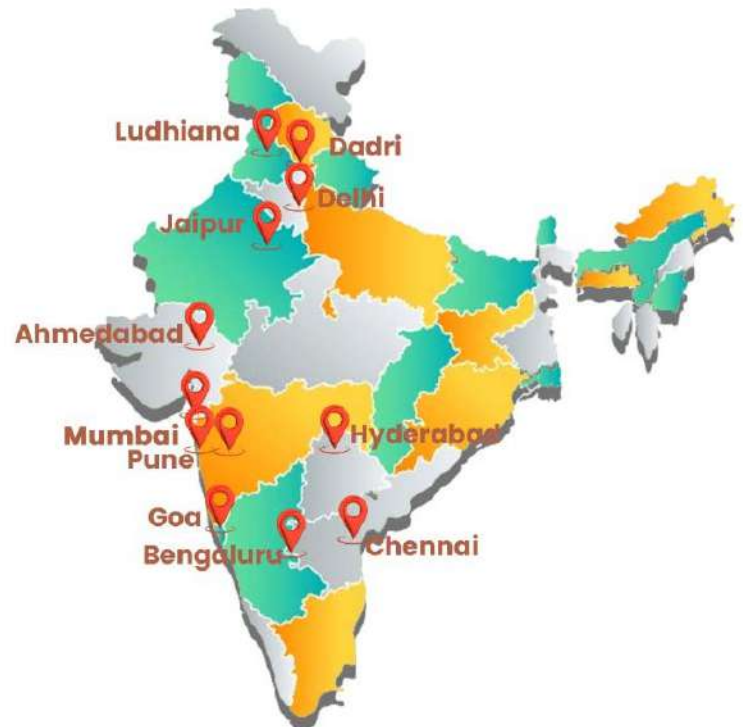 Ludhiana
Dadri
Delhi
Jaipur
Ahmedabad
Mumbai
Hyderabad
Pune
Goa
Chennai
Bengaluru